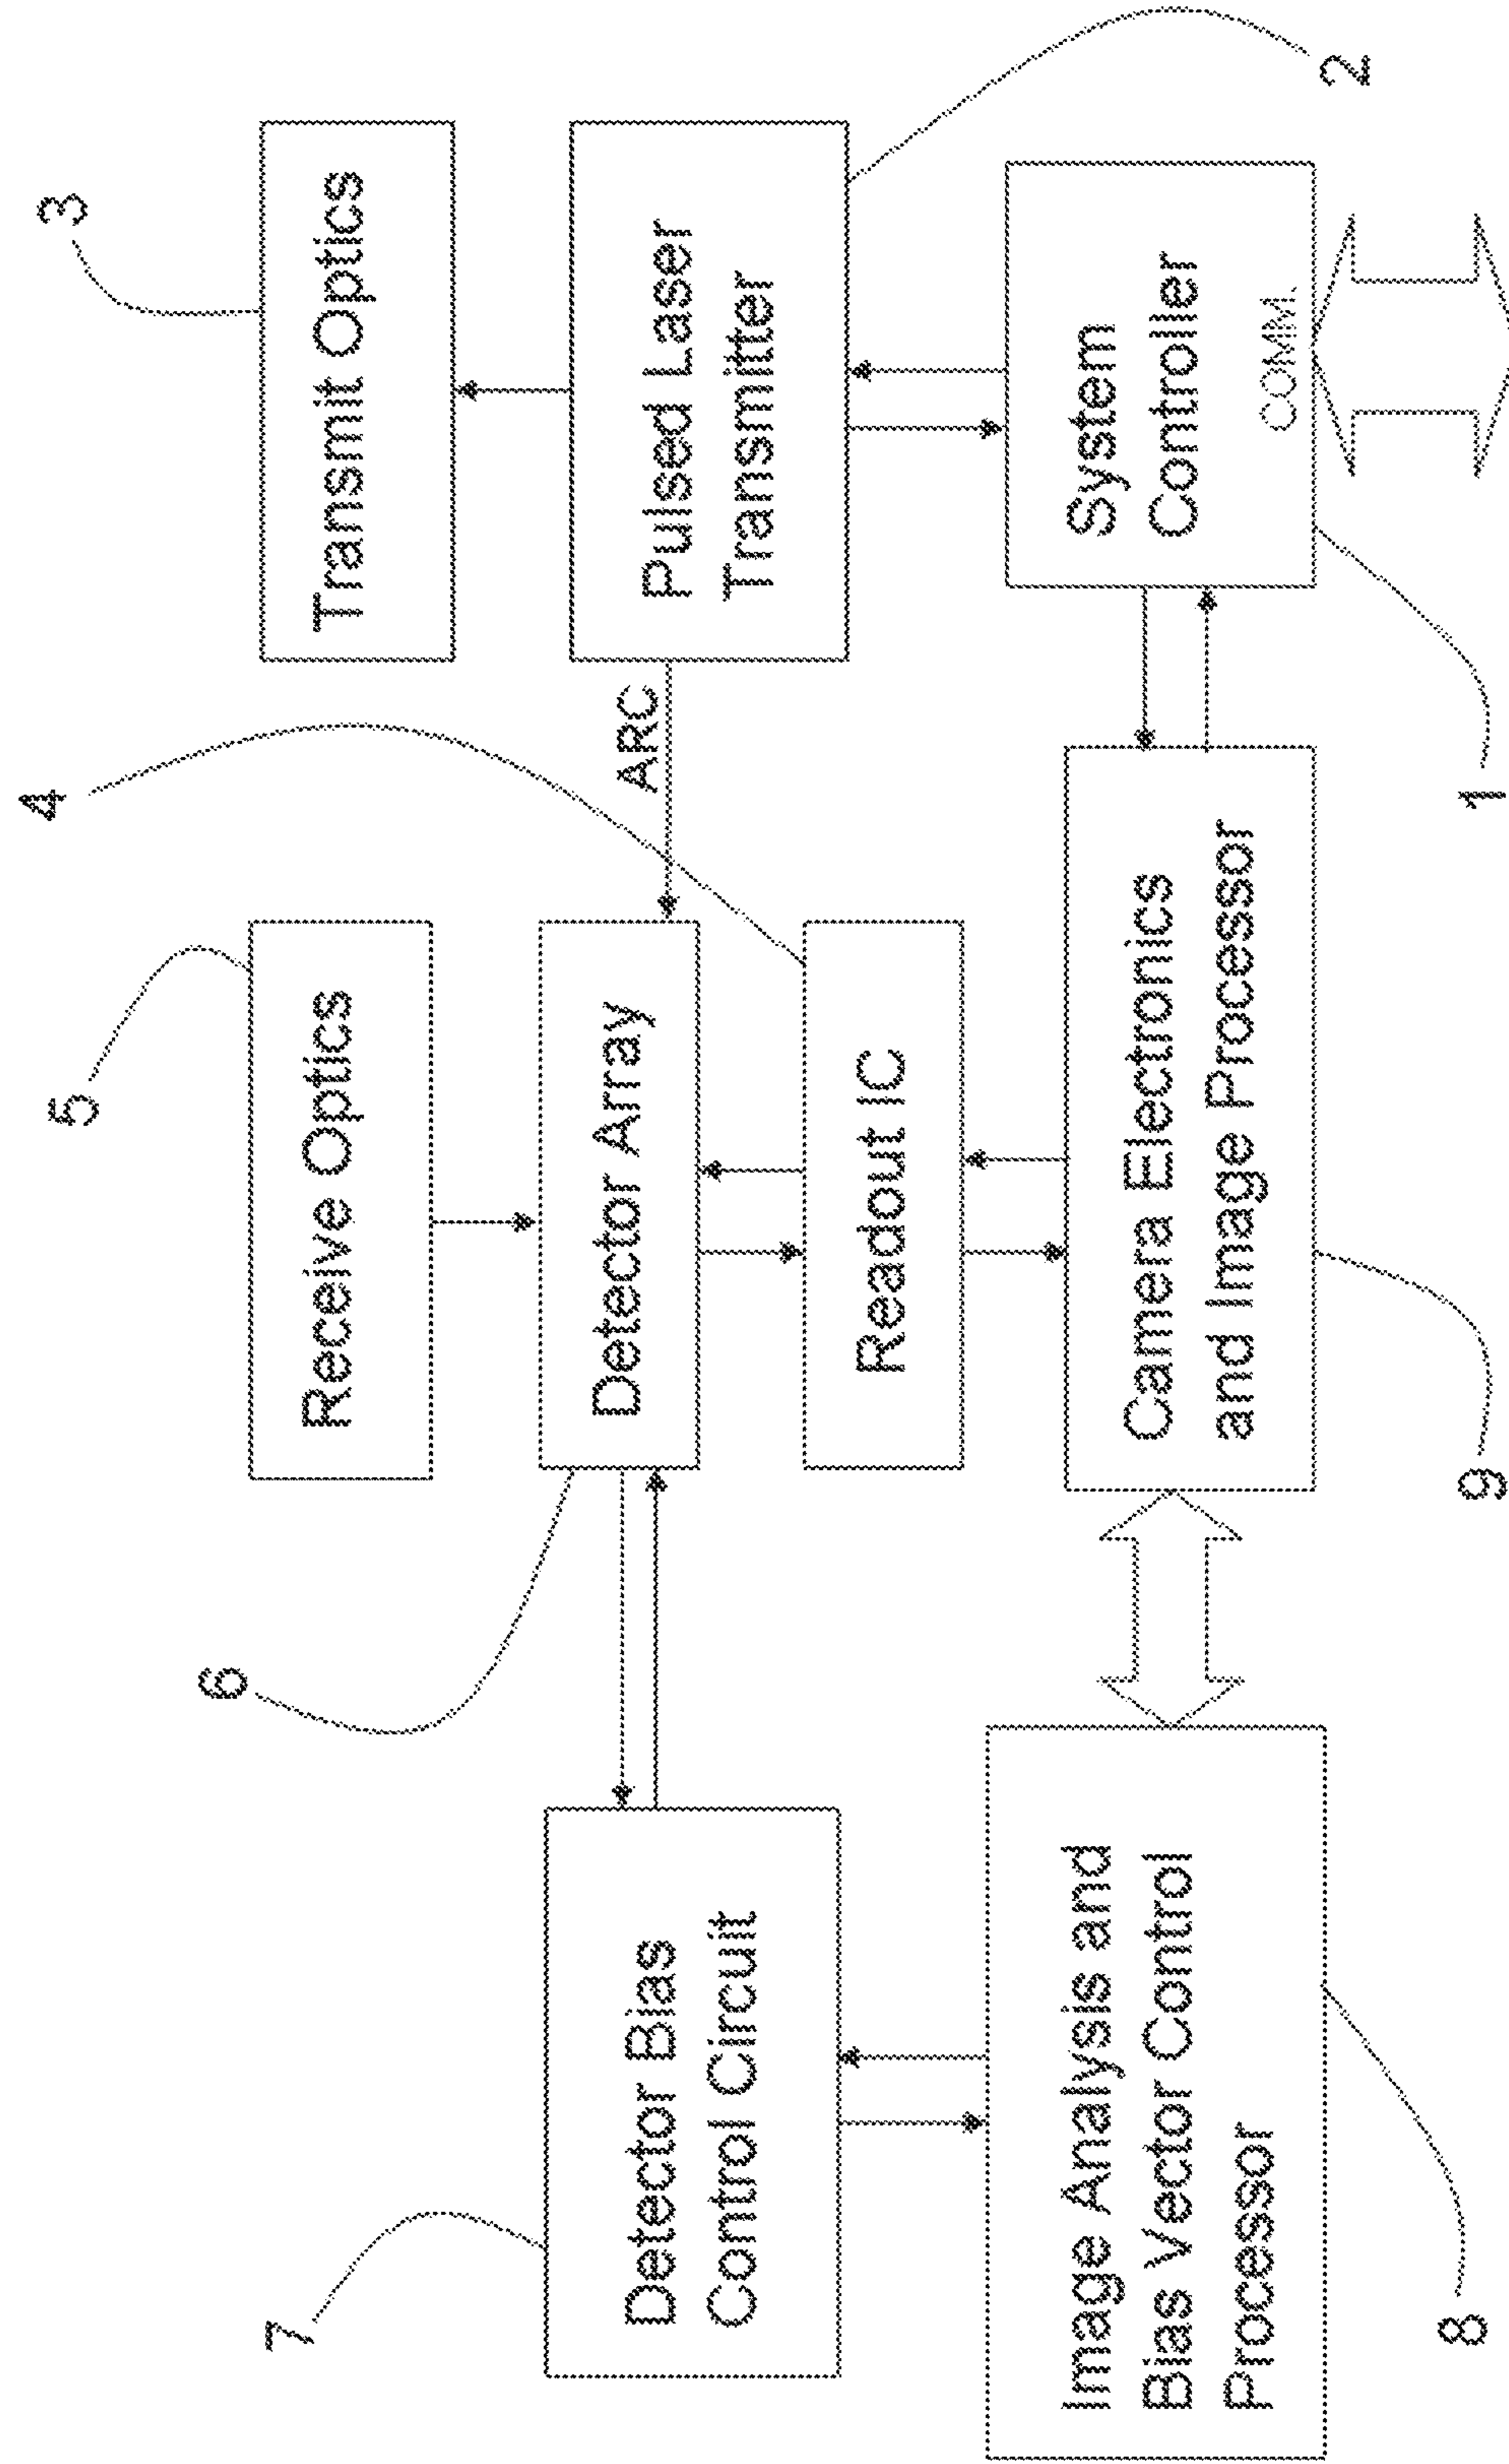 7
6
5
4
3
Detector Bias
Control Circuit
Receive Optics
Transmit Optics
Detector Array
ARC
Pulsed Laser
Transmitter
Readout IC
2
Image Analysis and
Bias Vector Control
Processor
Camera Electronics
and Image Processor
System
Controller
COMM.
8
9
1